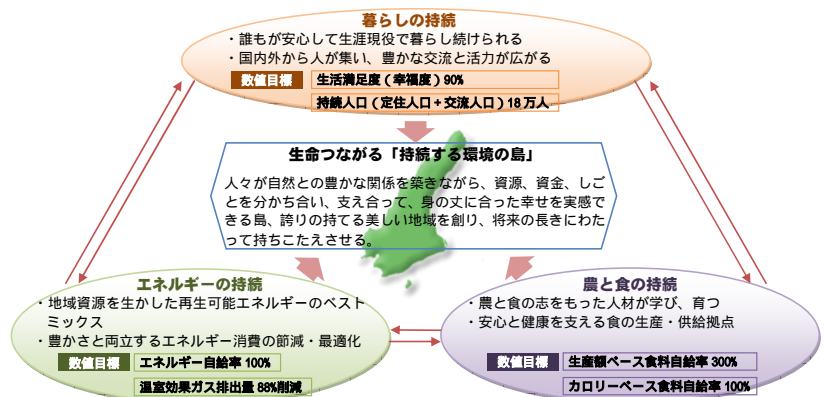 暮らしの持続
・誰もが安心して生涯現役で暮らし続けられる
・国内外から人が集い、豊かな交流と活力が広がる
数値目標 生活満足度（幸福度）90%
持続人口（定住人口＋交流人口）18万人
生命つながる「持続する環境の島」
人々が自然との豊かな関係を築きながら、資源、資金、しご
とを分かち合い、支え合って、身の丈に合った幸せを実感で
きる島、誇りの持てる美しい地域を創り、将来の長きにわた
って持ちこたえさせる。
エネルギーの持続
・地域資源を生かした再生可能エネルギーのベスト
ミックス
・豊かさと両立するエネルギー消費の節減・最適化
数値目標 エネルギー自給率 100%
温室効果ガス排出量 88%削減
農と食の持続
・農と食の志をもった人材が学び、育つ
・安心と健康を支える食の生産・供給拠点
数値目標 生産額ベース食料自給率 300%
カロリーベース食料自給率 100%